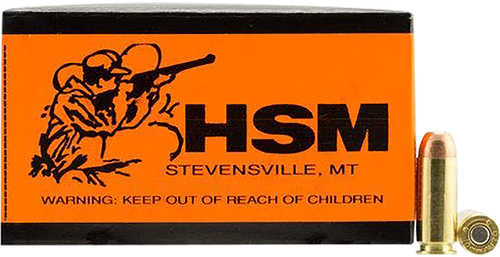 HSM
STEVENSVILLE, MT
WARNING: KEEP OUT OF REACH OF CHILDREN